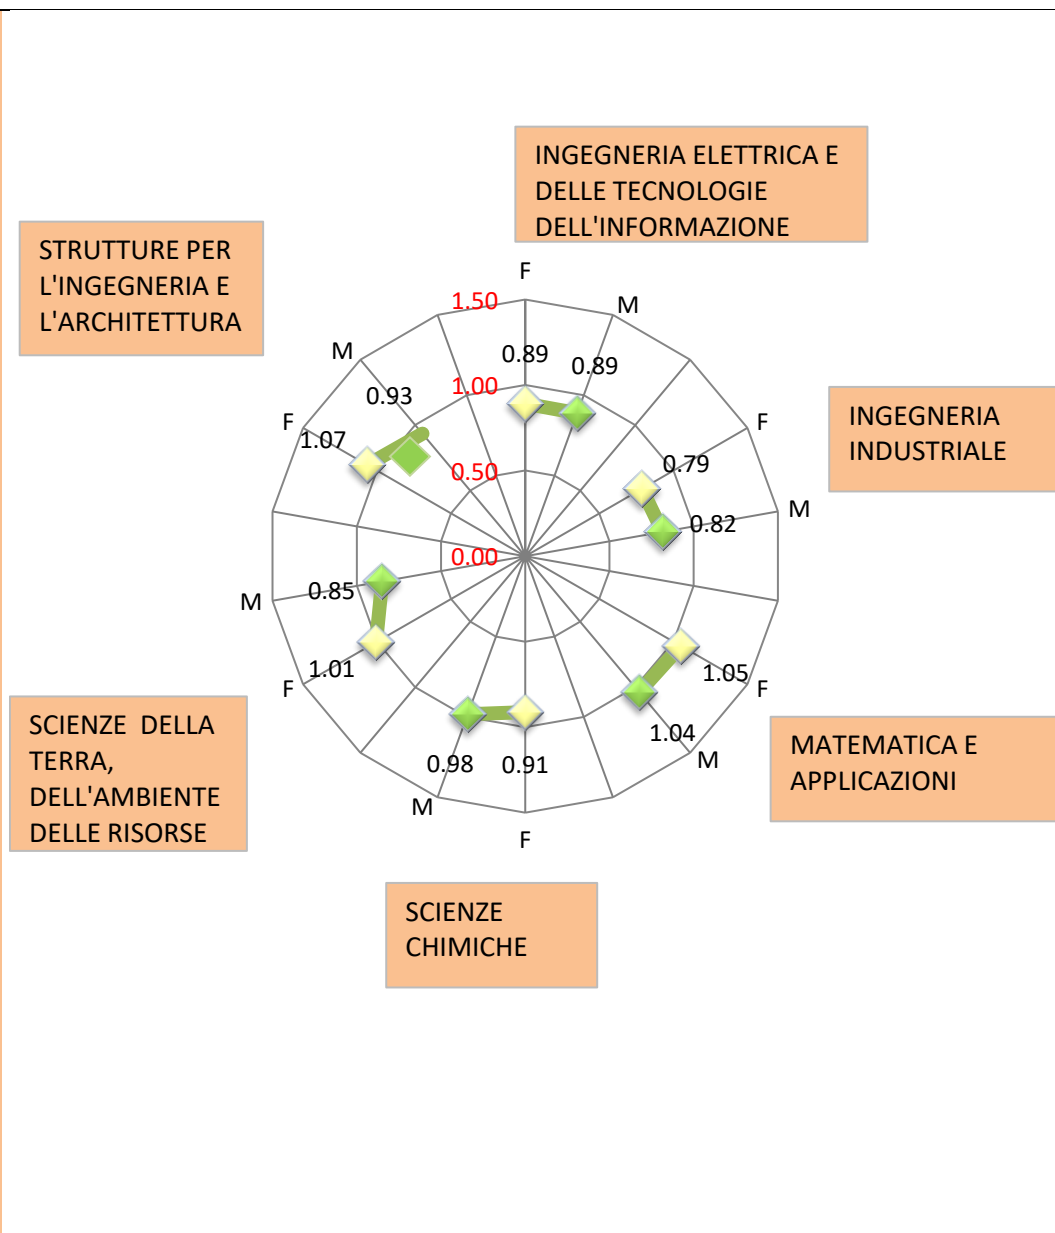 INGEGNERIA ELETTRICA E
DELLE TECNOLOGIE
DELL'INFORMAZIONE
STRUTTURE PER
L'INGEGNERIA E
L'ARCHITETTURA
F
1.50
M
M
0.89
0.89
1.00
0.93
F
1.07
F
INGEGNERIA
INDUSTRIALE
0.50
0.79
M
0.82
0.00
M
0.85
F
1.01
1.05
F
SCIENZE  DELLA
TERRA,
DELL'AMBIENTE
DELLE RISORSE
1.04
M
MATEMATICA E
APPLICAZIONI
0.98
0.91
M
F
SCIENZE
CHIMICHE